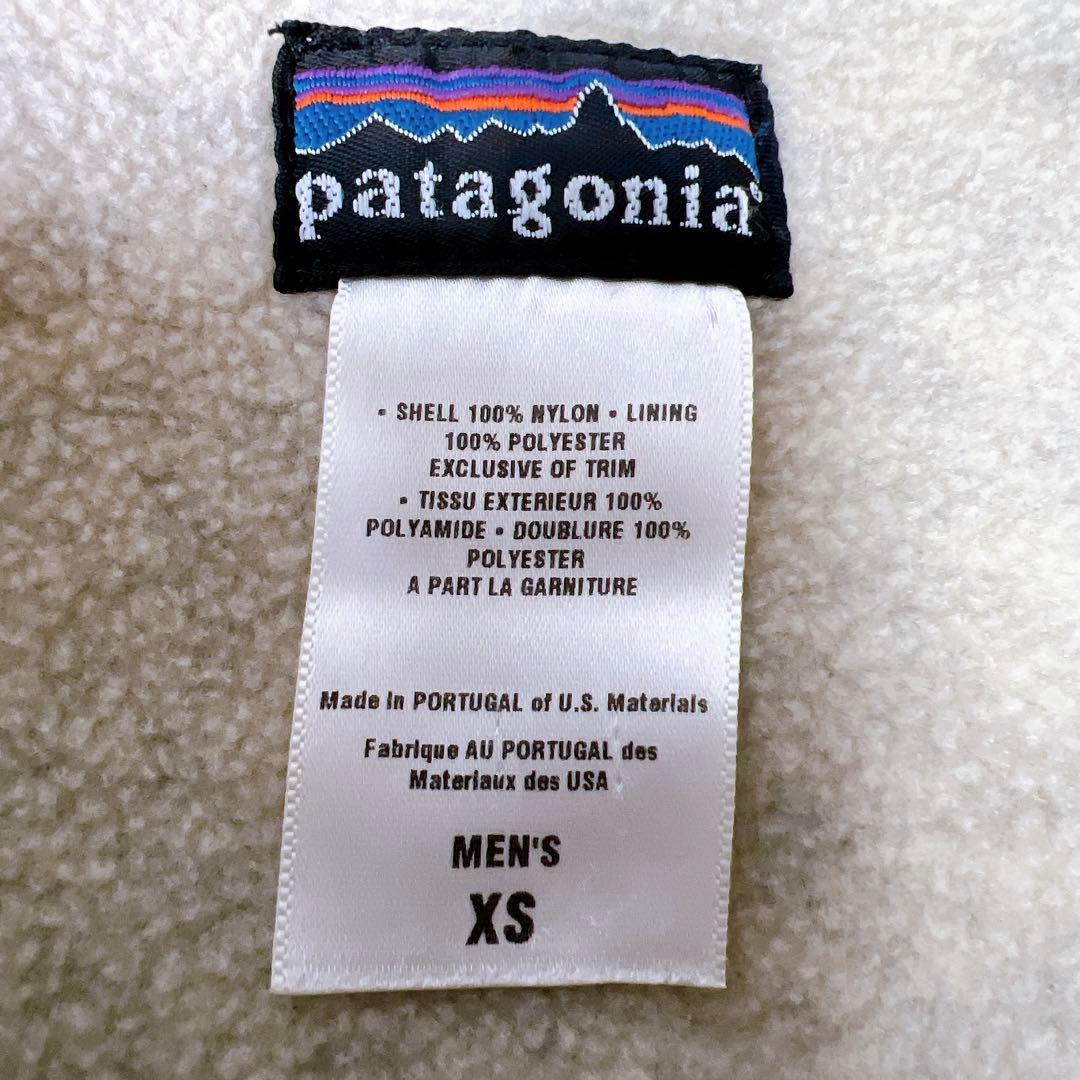 patagonia®
• SHELL 100% NYLON • LINING
100% POLYESTER
EXCLUSIVE OF TRIM
• TISSU EXTERIEUR 100%
POLYAMIDE • DOUBLURE 100%
POLYESTER
A PART LA GARNITURE
Made in PORTUGAL of U.S. Materials
Fabrique AU PORTUGAL des
Materiaux des USA
MEN'S
XS